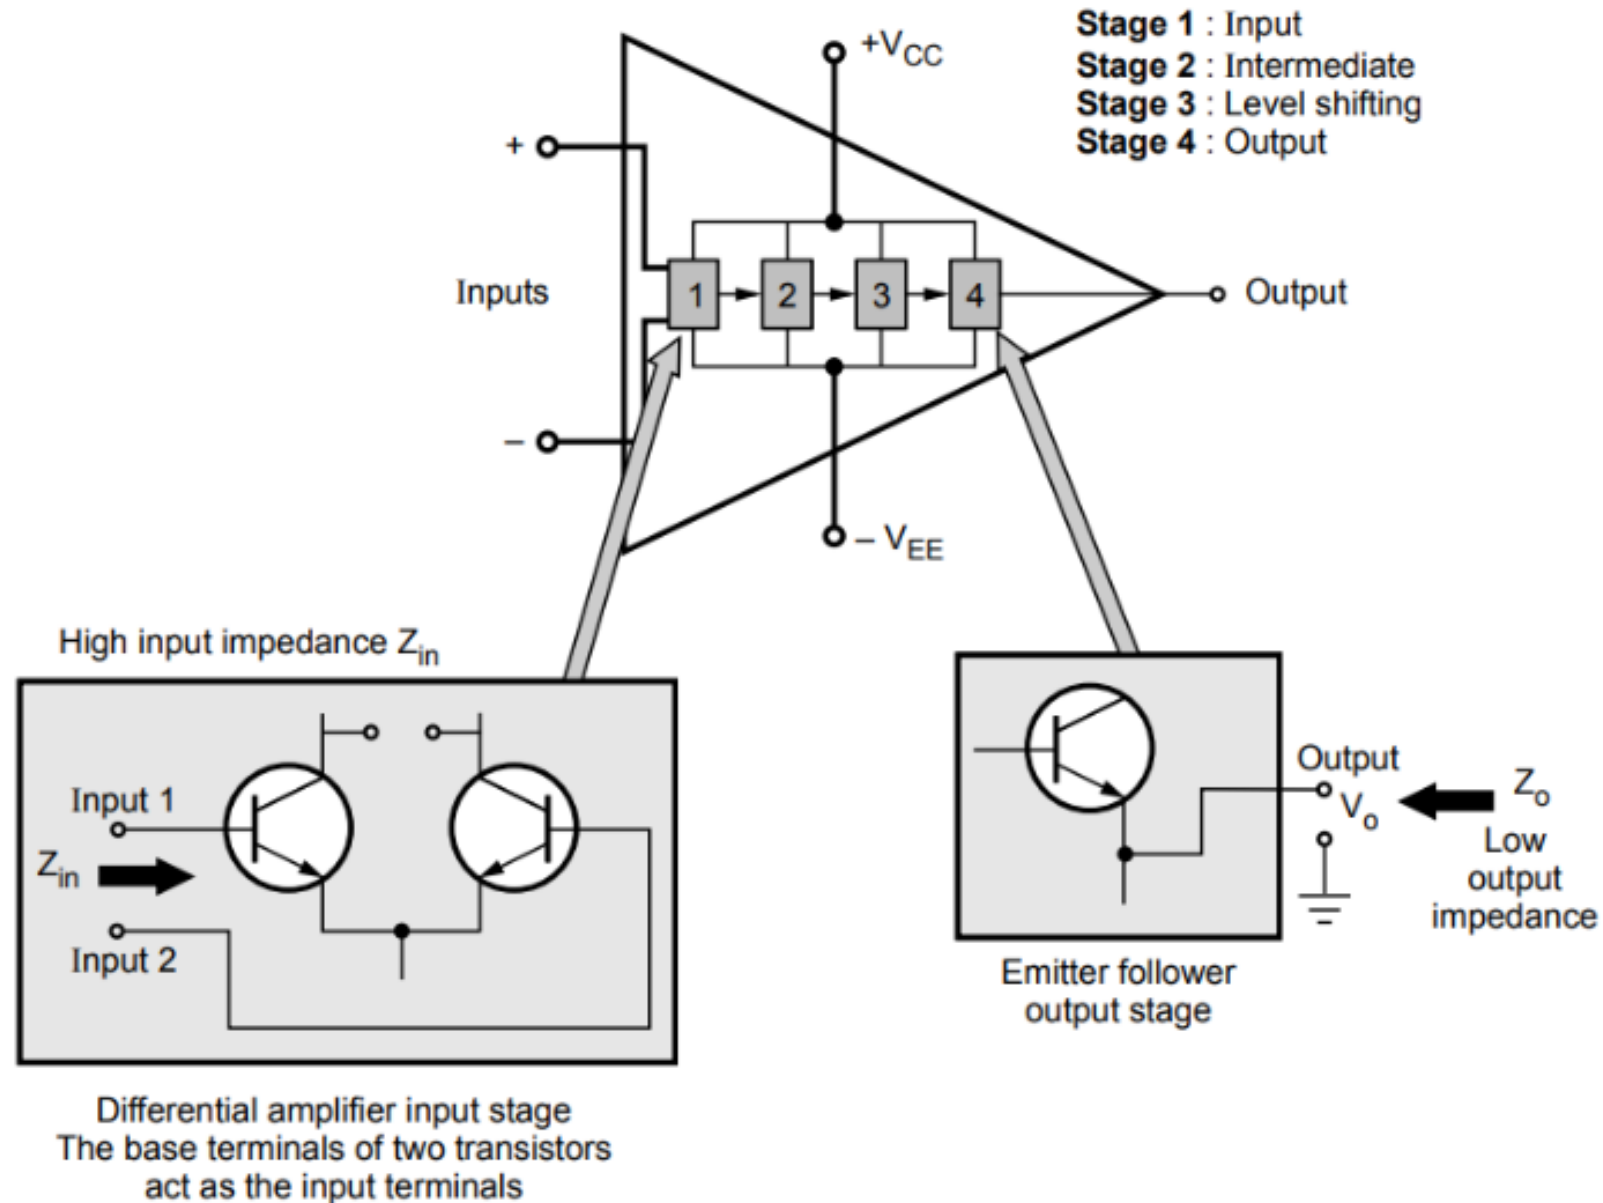 Stage 1 : Input
Stage 2 : Intermediate
Stage 3 : Level shifting
Stage 4 : Output
+VCC
+
Inputs
1
2
3
4
Output
–
– VEE
High input impedance Zin
Input 1
Zin
Input 2
Differential amplifier input stage
The base terminals of two transistors
act as the input terminals
Output
Vo
Zo
Low
output
impedance
Emitter follower
output stage